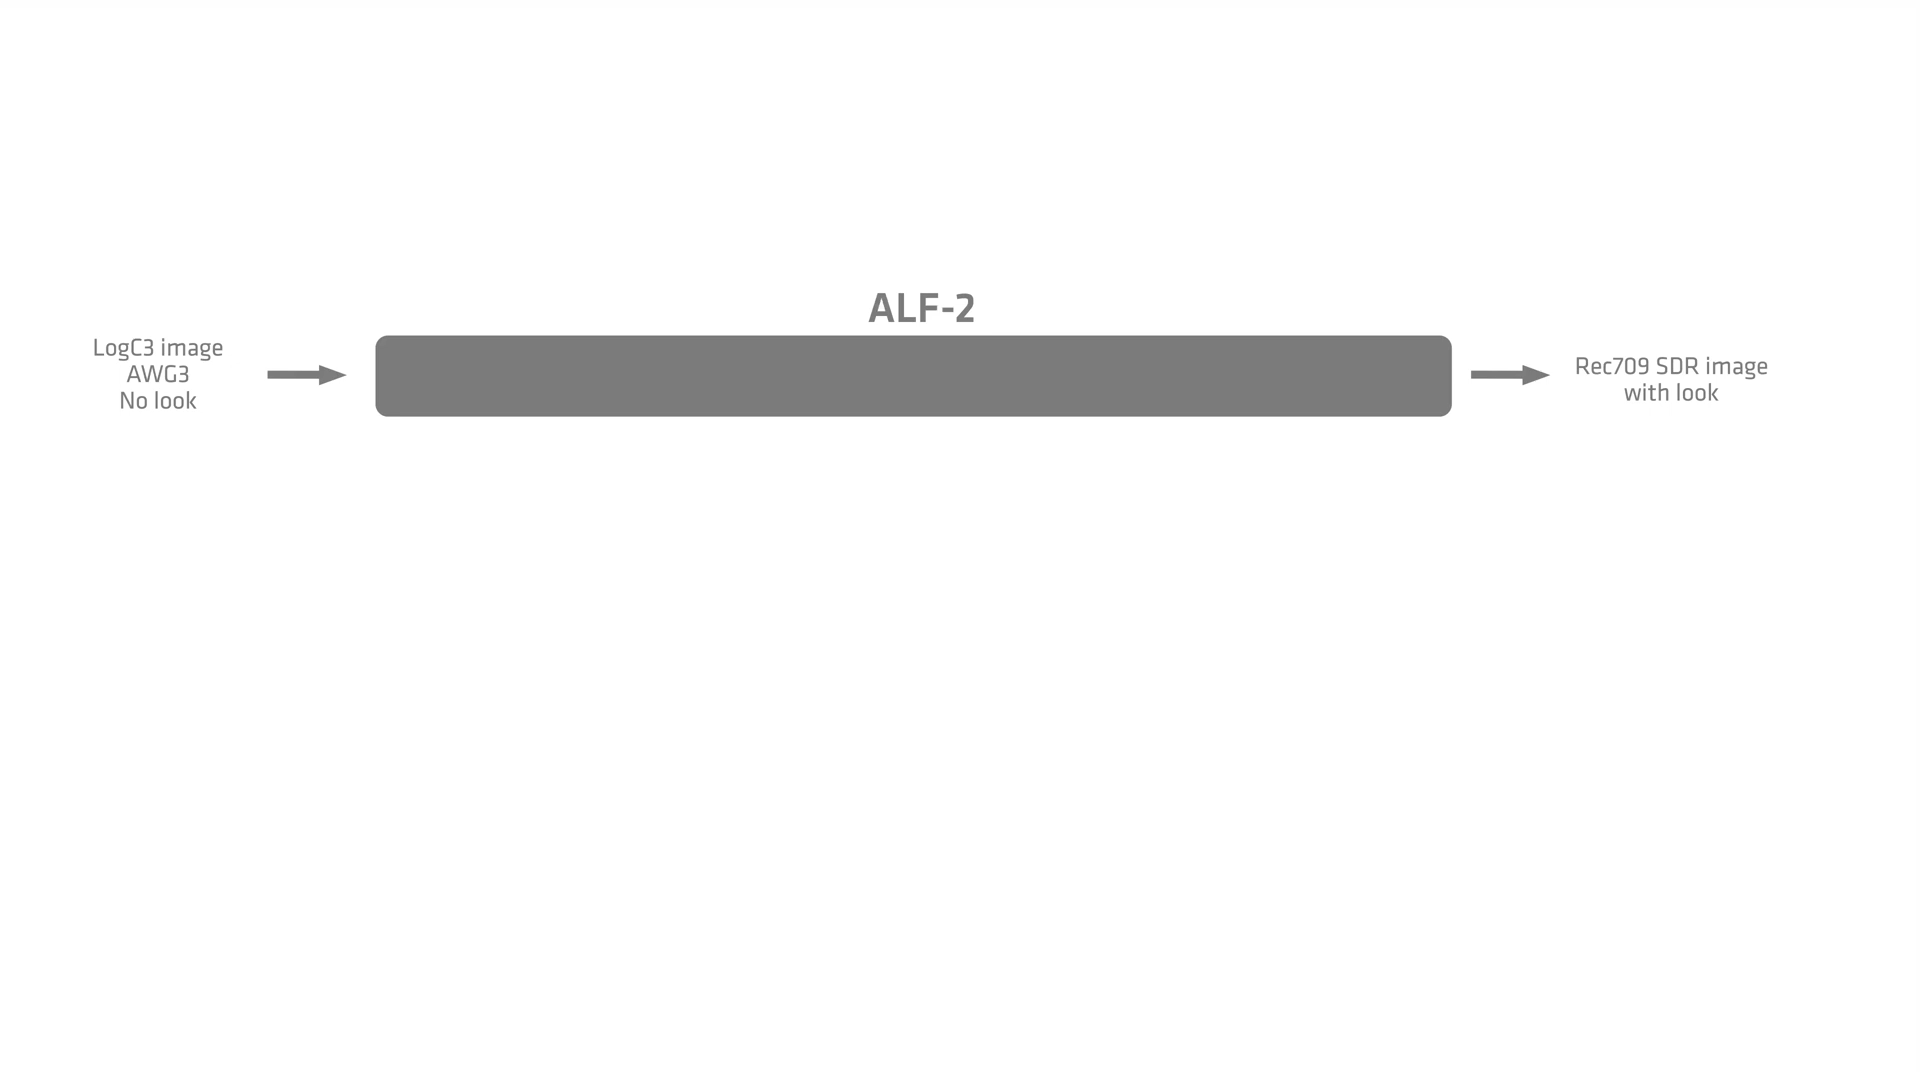 ALF-2
LogC3 image
AWG3
No look
Rec709 SDR image
with look